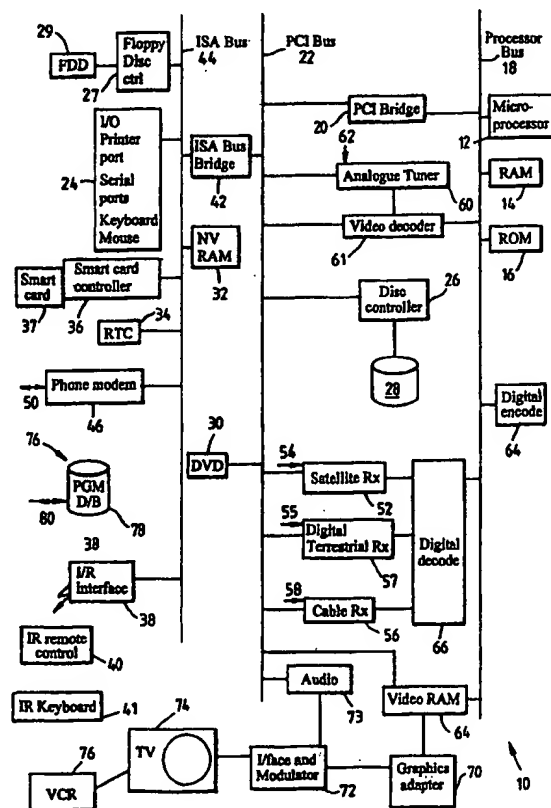 29
FDD
Floppy
Disc
ctrl
27
ISA Bus
44
PCI Bus
22
Processor
Bus
18
I/O
Printer
port
Serial
ports
Keyboard
Mouse
24
ISA Bus
Bridge
42
PCI Bridge
20
62
Micro-
processor
12
Analogue Tuner
60
RAM
14
Video decoder
61
ROM
16
NV
RAM
32
Smart card
controller
36
Smart
card
37
34
RTC
Disc
controller
26
28
Phone modem
50
46
Digital
encode
64
30
DVD
54
Satellite Rx
52
76
PGM
D/B
80
78
55
Digital
Terrestrial Rx
57
Digital
decode
66
38
I/R
interface
38
58
Cable Rx
56
IR remote
control
40
Audio
73
Video RAM
64
IR Keyboard
41
74
TV
76
VCR
I/face and
Modulator
72
Graphics
adapter
70
10